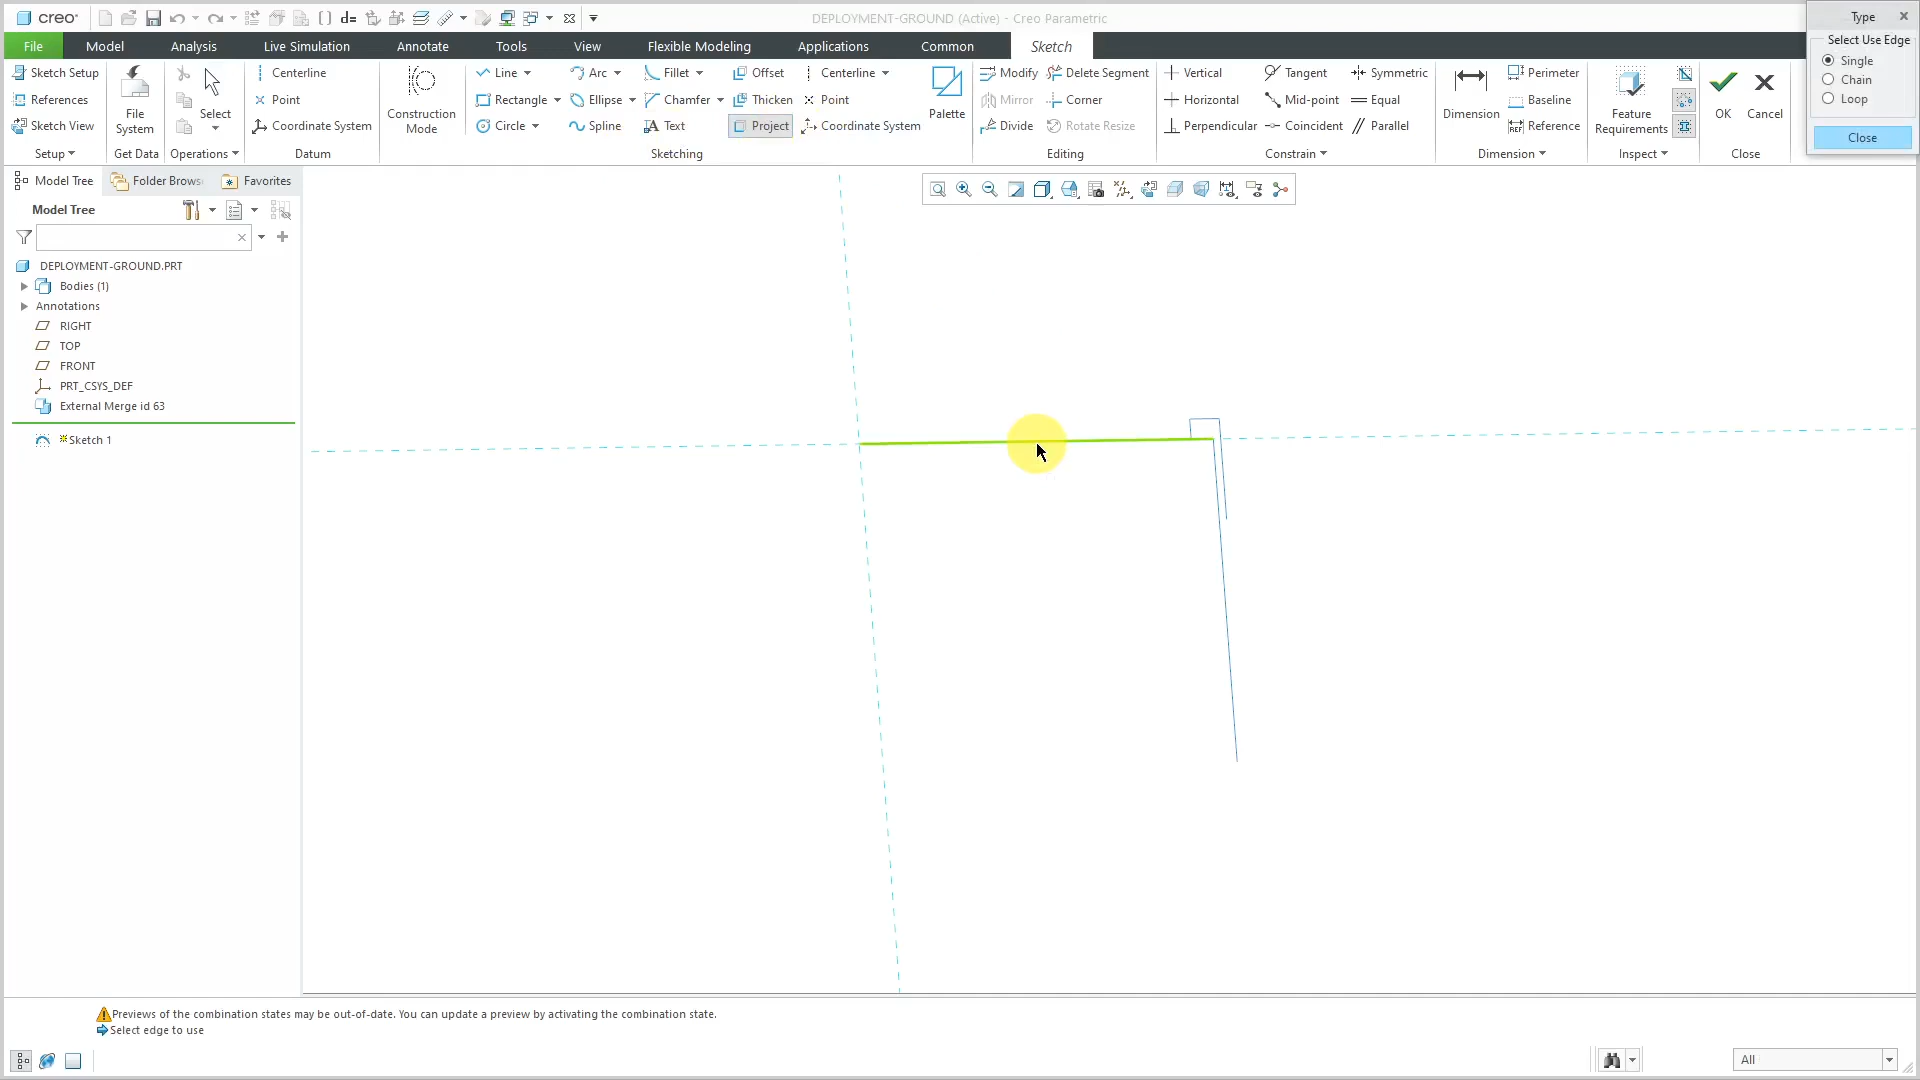 creo®
DEPLOYMENT-GROUND (Active) - Creo Parametric
Type
File
Model
Analysis
Live Simulation
Annotate
Tools
View
Flexible Modeling
Applications
Common
Sketch
Select Use Edge
Single
Chain
Loop
Close
Sketch Setup
References
Sketch View
Setup
File System
Get Data
Select
Operations
Centerline
Point
Coordinate System
Datum
Construction Mode
Line
Rectangle
Circle
Arc
Ellipse
Spline
Fillet
Chamfer
Text
Offset
Thicken
Project
Centerline
Point
Coordinate System
Palette
Sketching
Modify
Mirror
Divide
Delete Segment
Corner
Rotate Resize
Editing
Vertical
Horizontal
Perpendicular
Tangent
Mid-point
Coincident
Symmetric
Equal
Parallel
Constrain
Dimension
Perimeter
Baseline
Reference
Dimension
Feature Requirements
Inspect
OK
Cancel
Close
Model Tree
Folder Brows
Favorites
Model Tree
DEPLOYMENT-GROUND.PRT
Bodies (1)
Annotations
RIGHT
TOP
FRONT
PRT_CSYS_DEF
External Merge id 63
Sketch 1
Previews of the combination states may be out-of-date. You can update a preview by activating the combination state.
Select edge to use
All